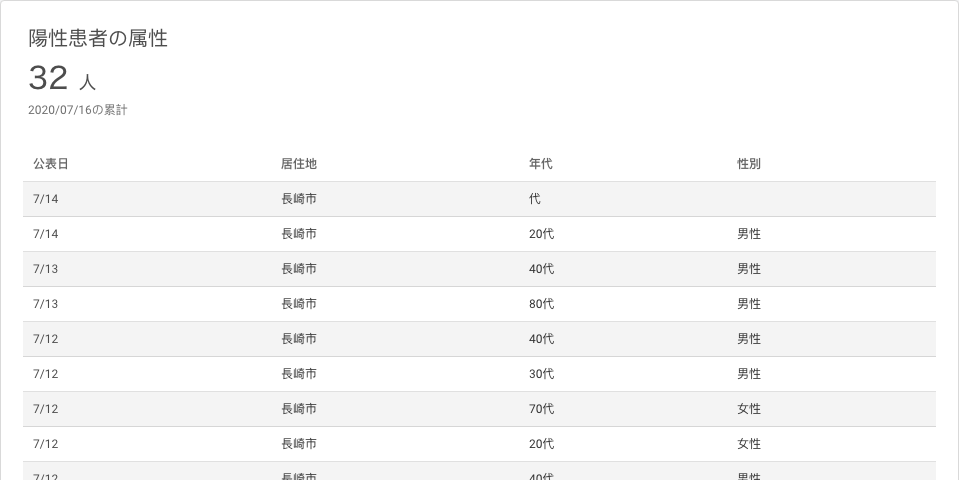 陽性患者の属性
32 人
2020/07/16の累計
公表日 居住地 年代 性別
7/14 長崎市 代
7/14 長崎市 20代 男性
7/13 長崎市 40代 男性
7/13 長崎市 80代 男性
7/12 長崎市 40代 男性
7/12 長崎市 30代 男性
7/12 長崎市 70代 女性
7/12 長崎市 20代 女性
7/12 長崎市 40代 男性